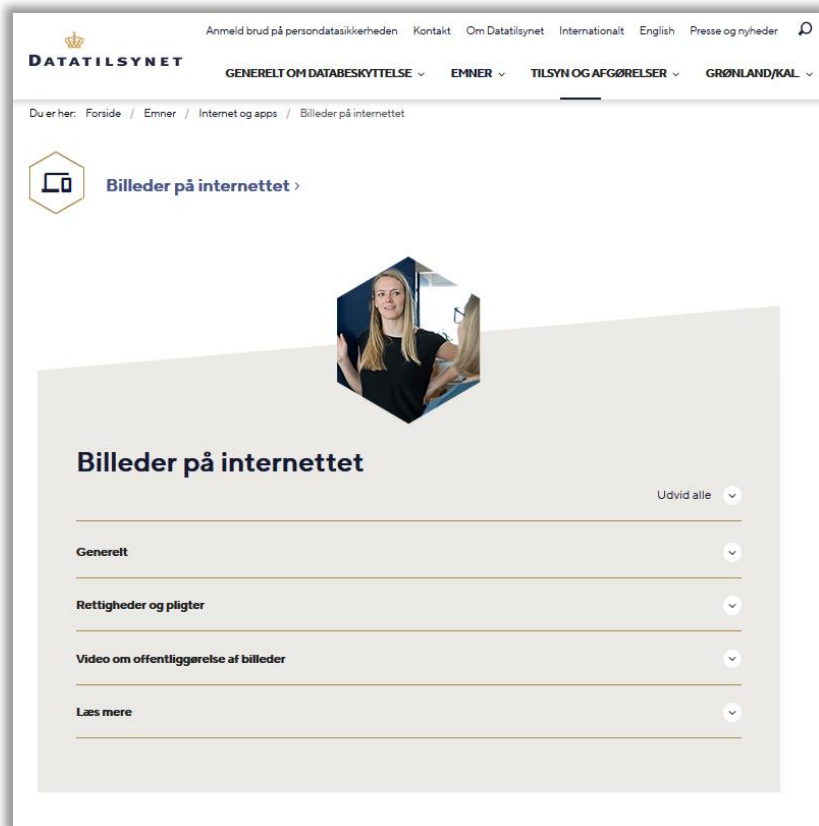 Anmeld brud på persondatasikkerheden Kontakt Om Datatilsynet Internationalt English Presse og nyheder
DATATILSYNET
GENERELT OM DATABESKYTTELSE EMNER TILSYN OG AFGØRELSER GRØNLAND/KAL.
Du er her: Forside / Emner / Internet og apps / Billeder på internettet
Billeder på internettet >
Billeder på internettet
Udvid alle
Generelt
Rettigheder og pligter
Video om offentliggørelse af billeder
Læs mere